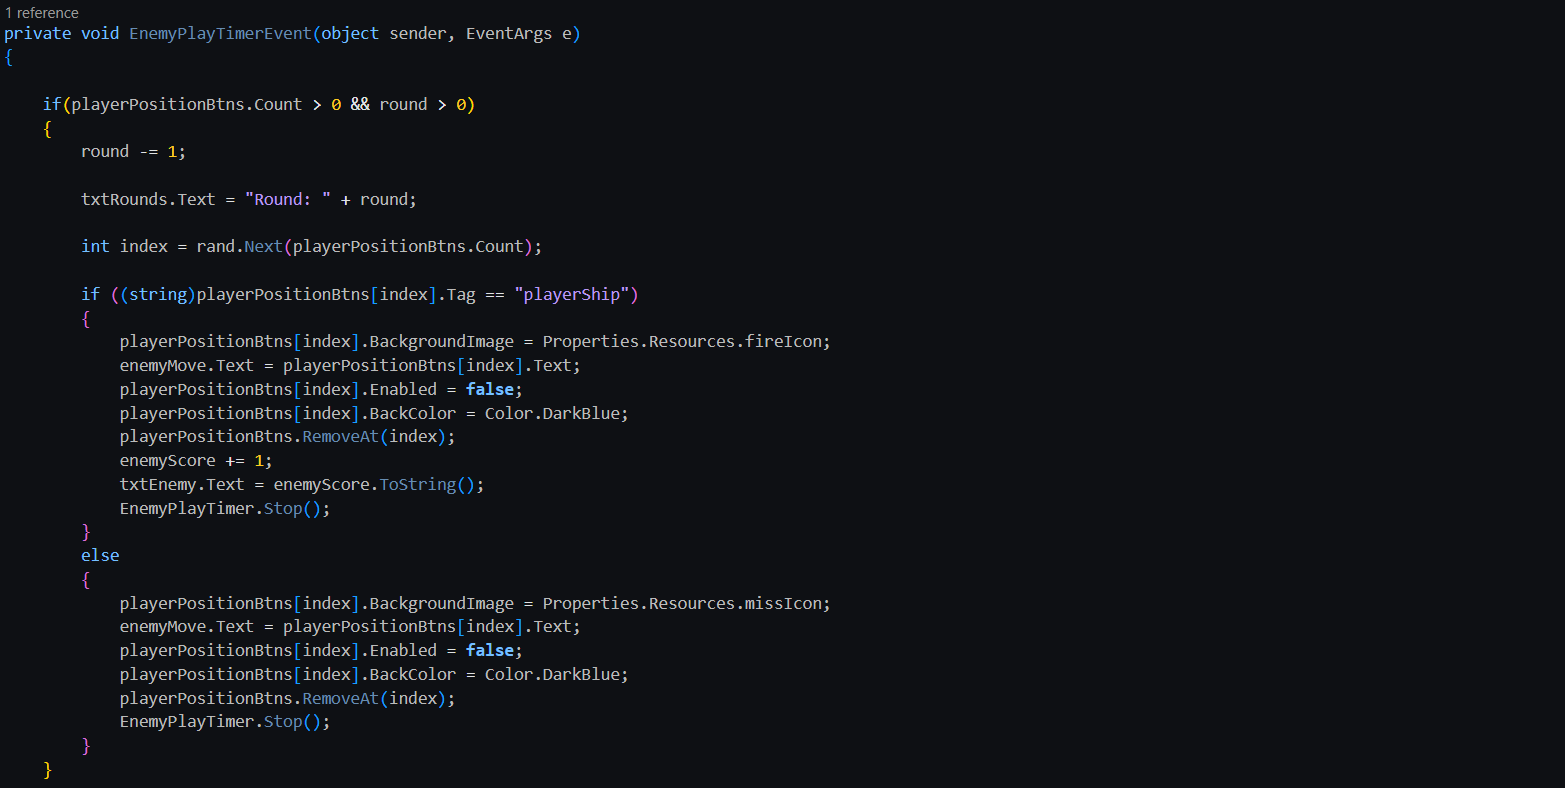 1 reference
private void EnemyPlayTimerEvent(object sender, EventArgs e)
{
if(playerPositionBtns.Count > 0 && round > 0)
{
round -= 1;
txtRounds.Text = "Round: " + round;
int index = rand.Next(playerPositionBtns.Count);
if ((string)playerPositionBtns[index].Tag == "playerShip")
{
playerPositionBtns[index].BackgroundImage = Properties.Resources.fireIcon;
enemyMove.Text = playerPositionBtns[index].Text;
playerPositionBtns[index].Enabled = false;
playerPositionBtns[index].BackColor = Color.DarkBlue;
playerPositionBtns.RemoveAt(index);
enemyScore += 1;
txtEnemy.Text = enemyScore.ToString();
EnemyPlayTimer.Stop();
}
else
{
playerPositionBtns[index].BackgroundImage = Properties.Resources.missIcon;
enemyMove.Text = playerPositionBtns[index].Text;
playerPositionBtns[index].Enabled = false;
playerPositionBtns[index].BackColor = Color.DarkBlue;
playerPositionBtns.RemoveAt(index);
EnemyPlayTimer.Stop();
}
}